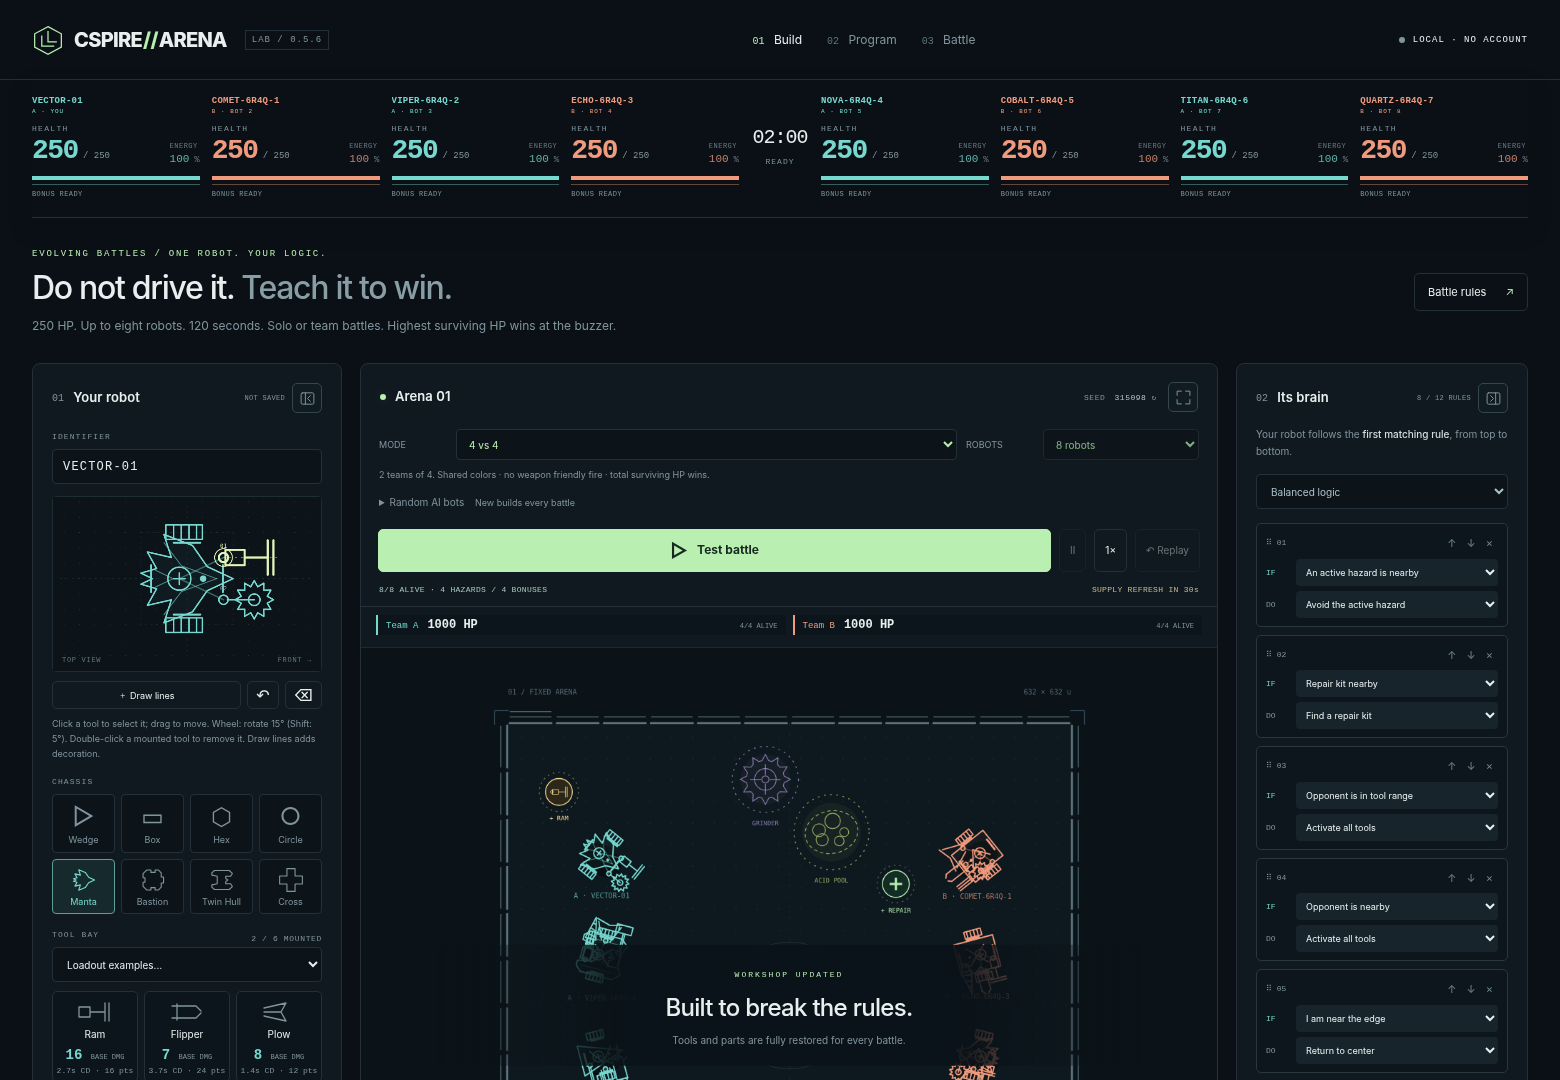 CSPIRE//ARENA
LAB / 0.5.6
01 Build
02 Program
03 Battle
LOCAL · NO ACCOUNT
VECTOR-01
A · YOU
HEALTH
250 / 250
ENERGY
100 %
BONUS READY
COMET-6R4Q-1
B · BOT 2
HEALTH
250 / 250
ENERGY
100 %
BONUS READY
VIPER-6R4Q-2
A · BOT 3
HEALTH
250 / 250
ENERGY
100 %
BONUS READY
ECHO-6R4Q-3
B · BOT 4
HEALTH
250 / 250
ENERGY
100 %
BONUS READY
02:00
READY
NOVA-6R4Q-4
A · BOT 5
HEALTH
250 / 250
ENERGY
100 %
BONUS READY
COBALT-6R4Q-5
B · BOT 6
HEALTH
250 / 250
ENERGY
100 %
BONUS READY
TITAN-6R4Q-6
A · BOT 7
HEALTH
250 / 250
ENERGY
100 %
BONUS READY
QUARTZ-6R4Q-7
B · BOT 8
HEALTH
250 / 250
ENERGY
100 %
BONUS READY
EVOLVING BATTLES / ONE ROBOT. YOUR LOGIC.
Do not drive it. Teach it to win.
250 HP. Up to eight robots. 120 seconds. Solo or team battles. Highest surviving HP wins at the buzzer.
Battle rules ↗
01 Your robot
NOT SAVED
IDENTIFIER
VECTOR-01
01
TOP VIEW
FRONT →
+ Draw lines
Click a tool to select it; drag to move. Wheel: rotate 15° (Shift:
5°). Double-click a mounted tool to remove it. Draw lines adds
decoration.
CHASSIS
Wedge
Box
Hex
Circle
Manta
Bastion
Twin Hull
Cross
TOOL BAY
2 / 6 MOUNTED
Loadout examples...
Ram
16 BASE DMG
2.7s CD · 16 pts
Flipper
7 BASE DMG
3.7s CD · 24 pts
Plow
8 BASE DMG
1.4s CD · 12 pts
Arena 01
SEED 315098 ↻
MODE
4 vs 4
ROBOTS
8 robots
2 teams of 4. Shared colors · no weapon friendly fire · total surviving HP wins.
▶ Random AI bots New builds every battle
Test battle
II
1×
↶ Replay
8/8 ALIVE · 4 HAZARDS / 4 BONUSES
SUPPLY REFRESH IN 30s
Team A 1000 HP
4/4 ALIVE
Team B 1000 HP
4/4 ALIVE
01 / FIXED ARENA
632 × 632 u
+ RAM
GRINDER
ACID POOL
+ REPAIR
A · VECTOR-01
B · COMET-6R4Q-1
WORKSHOP UPDATED
Built to break the rules.
Tools and parts are fully restored for every battle.
02 Its brain
8 / 12 RULES
Your robot follows the first matching rule, from top to
bottom.
Balanced logic
01
↑ ↓ ×
IF An active hazard is nearby
DO Avoid the active hazard
02
↑ ↓ ×
IF Repair kit nearby
DO Find a repair kit
03
↑ ↓ ×
IF Opponent is in tool range
DO Activate all tools
04
↑ ↓ ×
IF Opponent is nearby
DO Activate all tools
05
↑ ↓ ×
IF I am near the edge
DO Return to center